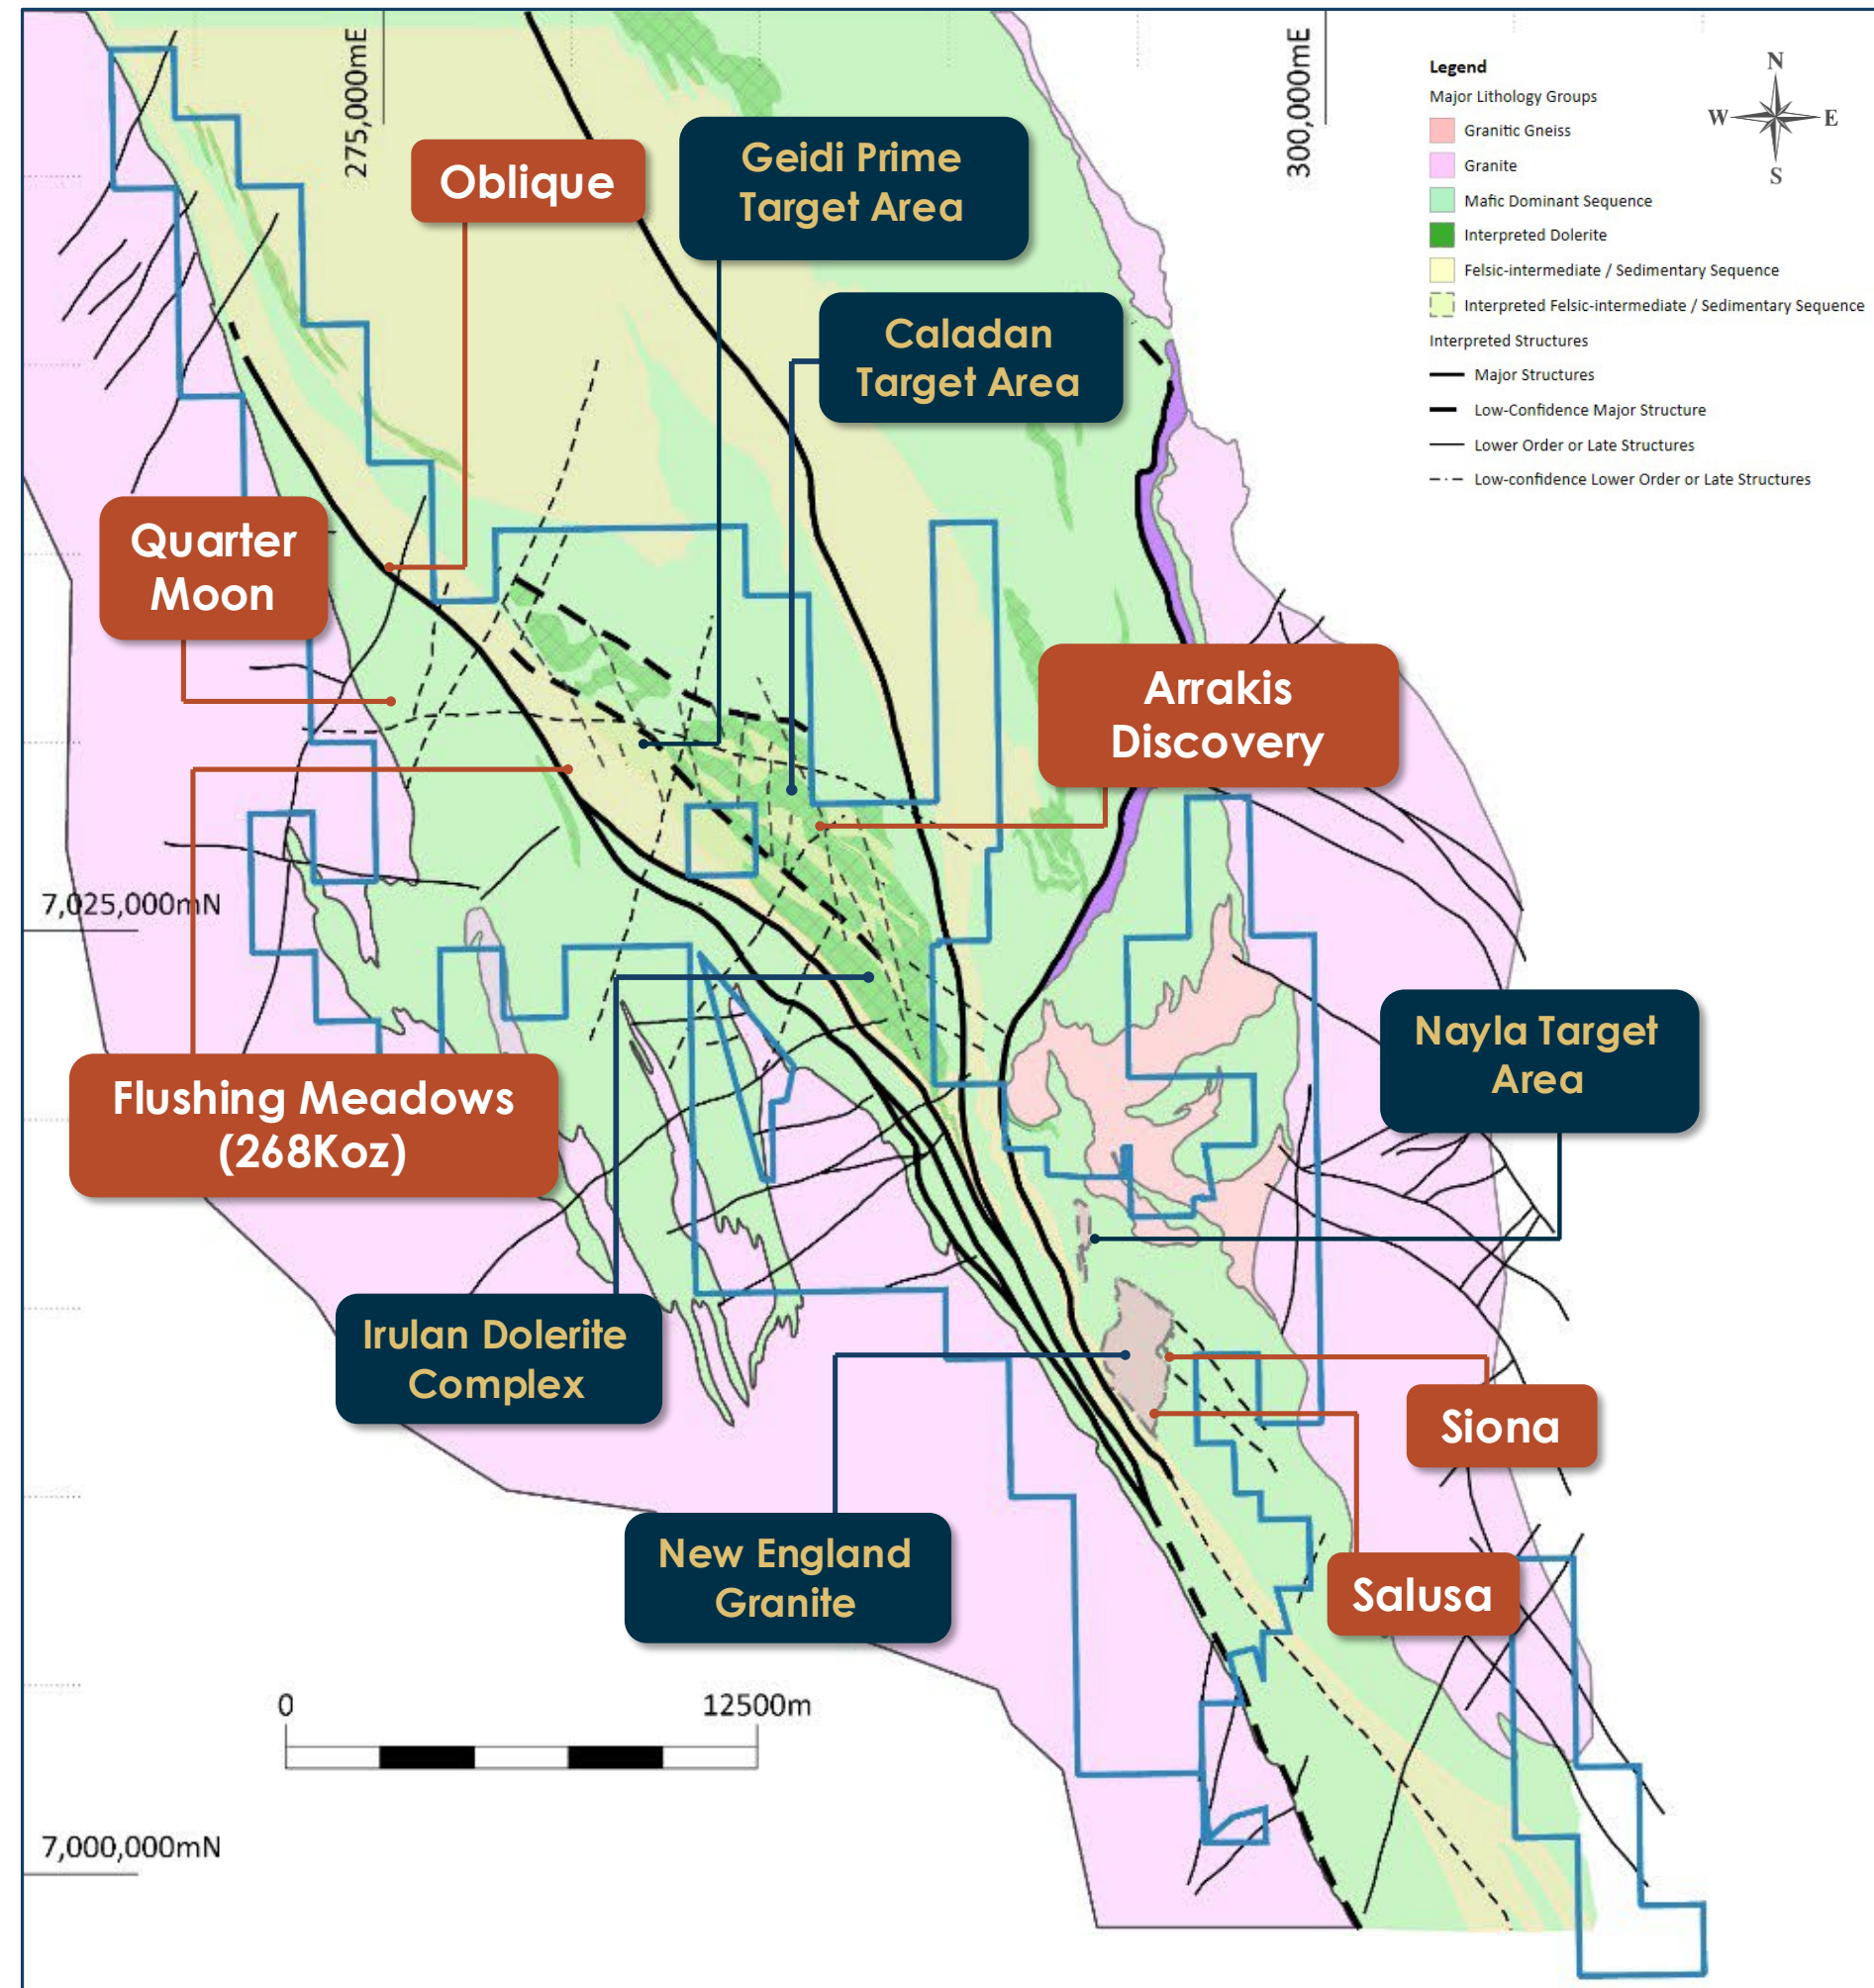 275,000mE
300,000mE
Legend
Major Lithology Groups
Granitic Gneiss
Granite
Mafic Dominant Sequence
Interpreted Dolerite
Felsic-intermediate / Sedimentary Sequence
Interpreted Felsic-intermediate / Sedimentary Sequence
Interpreted Structures
Major Structures
Low-Confidence Major Structure
Lower Order or Late Structures
Low-confidence Lower Order or Late Structures
N
W
E
S
Oblique
Geidi Prime
Target Area
Caladan
Target Area
Quarter
Moon
Arrakis
Discovery
7,025,000mN
Nayla Target
Area
Flushing Meadows
(268Koz)
Irulan Dolerite
Complex
Siona
New England
Granite
Salusa
0
12500m
7,000,000mN